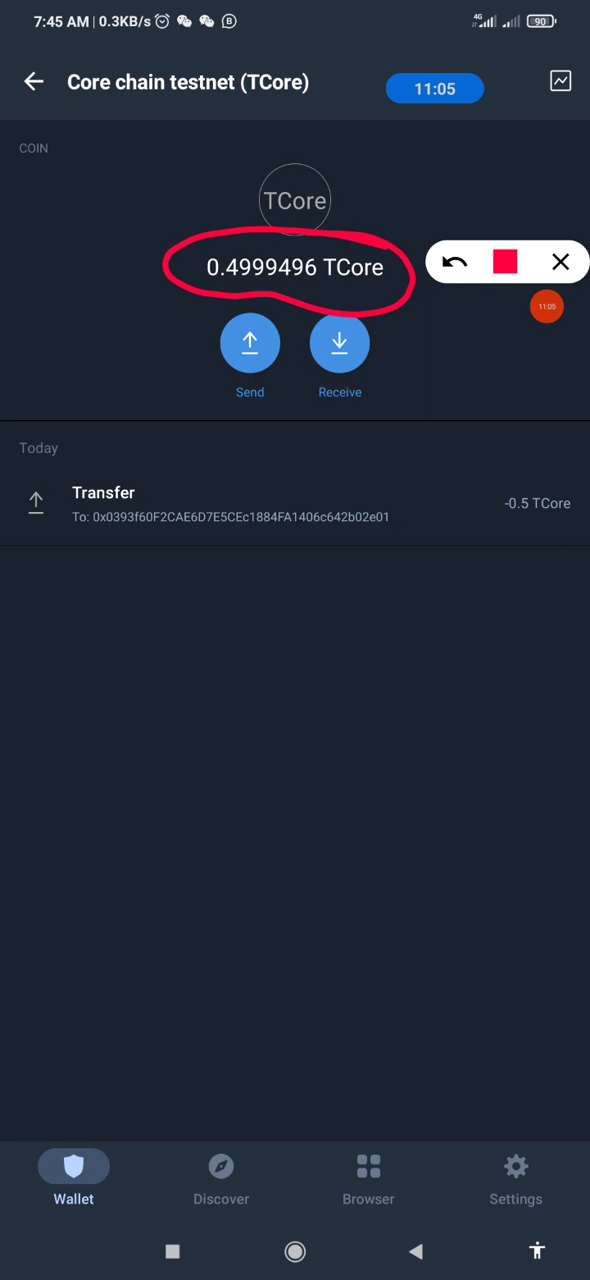 7:45 AM | 0.3KB/s
4G
90
Core chain testnet (TCore)
11:05
COIN
TCore
0.4999496 TCore
11:05
Send
Receive
Today
Transfer
-0.5 TCore
To: 0x0393f60F2CAE6D7E5CEc1884FA1406c642b02e01
Wallet
Discover
Browser
Settings